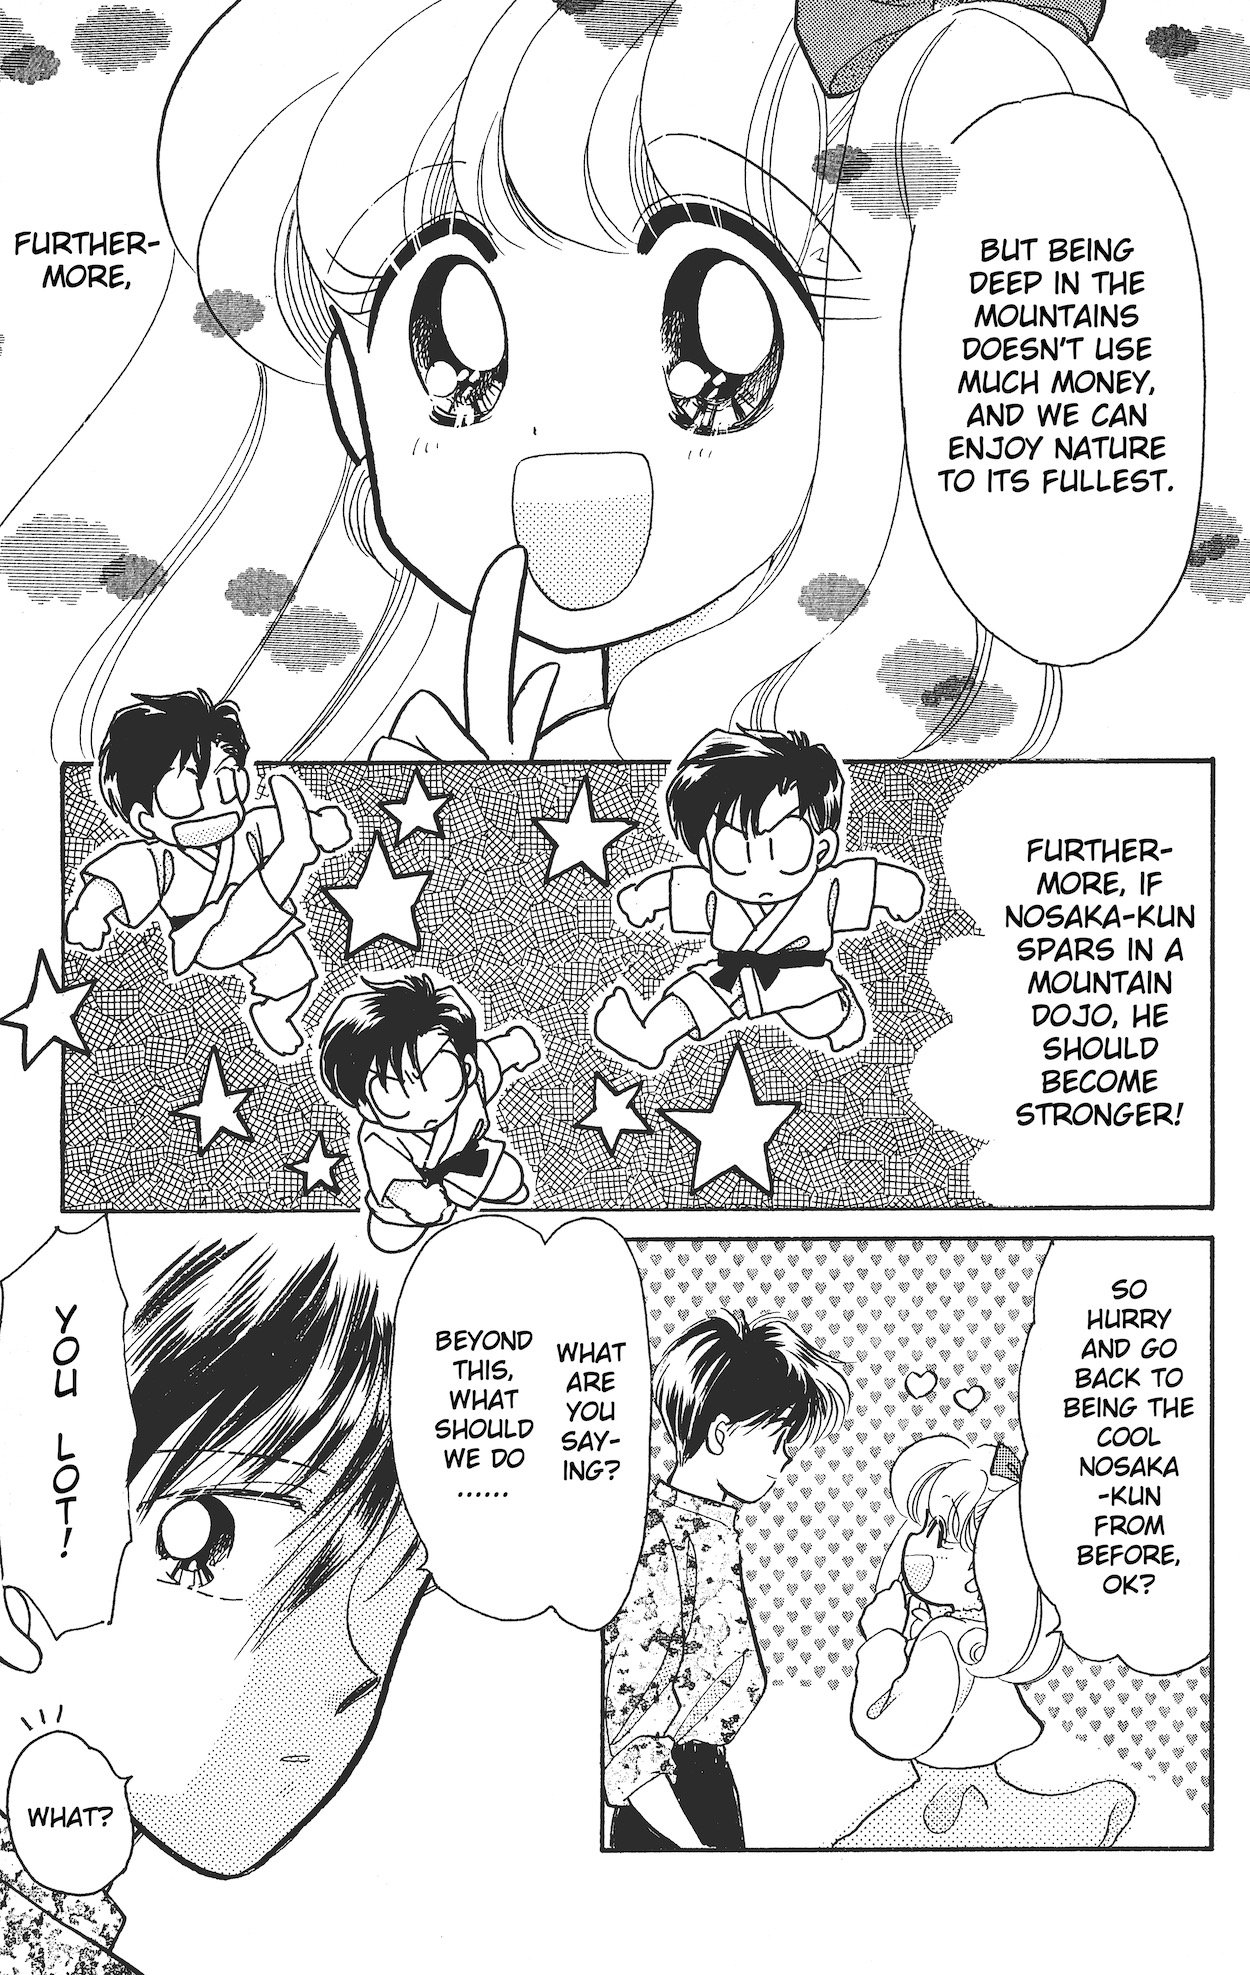 BUT BEING
DEEP IN THE
MOUNTAINS
DOESN'T USE
MUCH MONEY,
AND WE CAN
ENJOY NATURE
TO ITS FULLEST.
FURTHER-
MORE,
FURTHER-
MORE, IF
NOSAKA-KUN
SPARS IN A
MOUNTAIN
DOJO, HE
SHOULD
BECOME
STRONGER!
SO
HURRY
AND GO
BACK TO
BEING THE
COOL
NOSAKA
-KUN
FROM
BEFORE,
OK?
WHAT
ARE
YOU
SAY-
ING?
BEYOND
THIS,
WHAT
SHOULD
WE DO
......
YOU LOT!
WHAT?